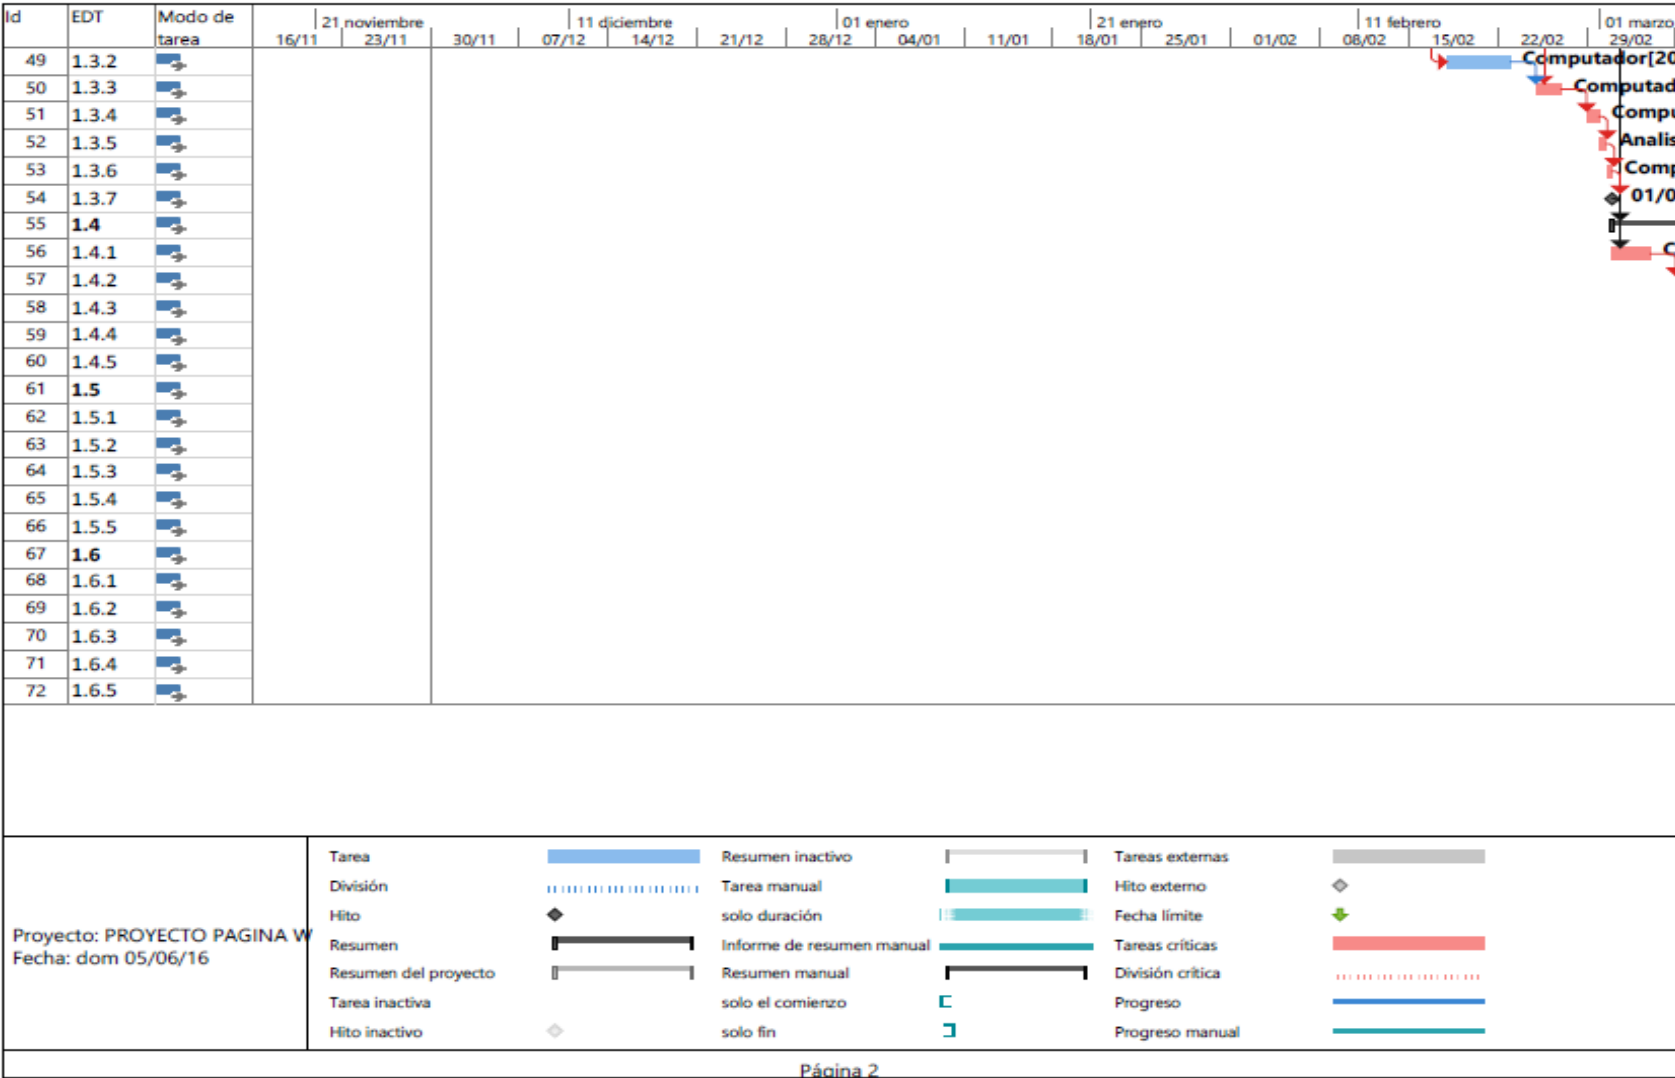 Id EDT Modo de tarea
21 noviembre 11 diciembre 01 enero 21 enero 11 febrero 01 marzo
16/11 23/11 30/11 07/12 14/12 21/12 28/12 04/01 11/01 18/01 25/01 01/02 08/02 15/02 22/02 29/02
49 1.3.2 Computador[20
50 1.3.3 Computad
51 1.3.4 Compu
52 1.3.5 Analis
53 1.3.6 Comp
54 1.3.7 01/0
55 1.4
56 1.4.1 C
57 1.4.2
58 1.4.3
59 1.4.4
60 1.4.5
61 1.5
62 1.5.1
63 1.5.2
64 1.5.3
65 1.5.4
66 1.5.5
67 1.6
68 1.6.1
69 1.6.2
70 1.6.3
71 1.6.4
72 1.6.5
Proyecto: PROYECTO PAGINA W
Fecha: dom 05/06/16
Tarea
División
Hito
Resumen
Resumen del proyecto
Tarea inactiva
Hito inactivo
Resumen inactivo
Tarea manual
solo duración
Informe de resumen manual
Resumen manual
solo el comienzo
solo fin
Tareas externas
Hito externo
Fecha límite
Tareas críticas
División crítica
Progreso
Progreso manual
Página 2